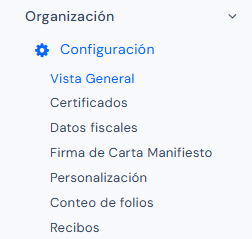 Organización
Configuración
Vista General
Certificados
Datos fiscales
Firma de Carta Manifiesto
Personalización
Conteo de folios
Recibos